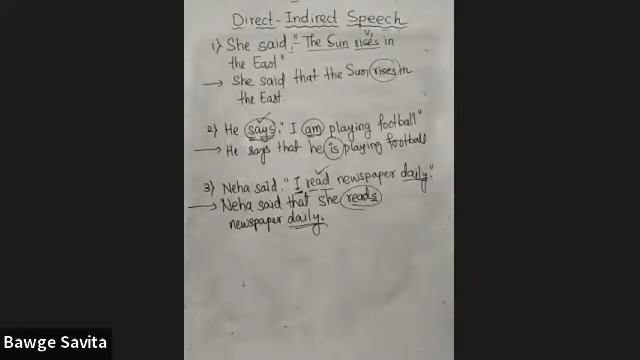 Direct-Indirect Speech
1) She said, "The Sun rises in
V₁
the East"
→ She said that the Sun rises in
the East.
2) He says, "I am playing football"
→ He says that he is playing football
3) Neha said, "I read newspaper daily."
→ Neha said that she reads
newspaper daily.
Bawge Savita